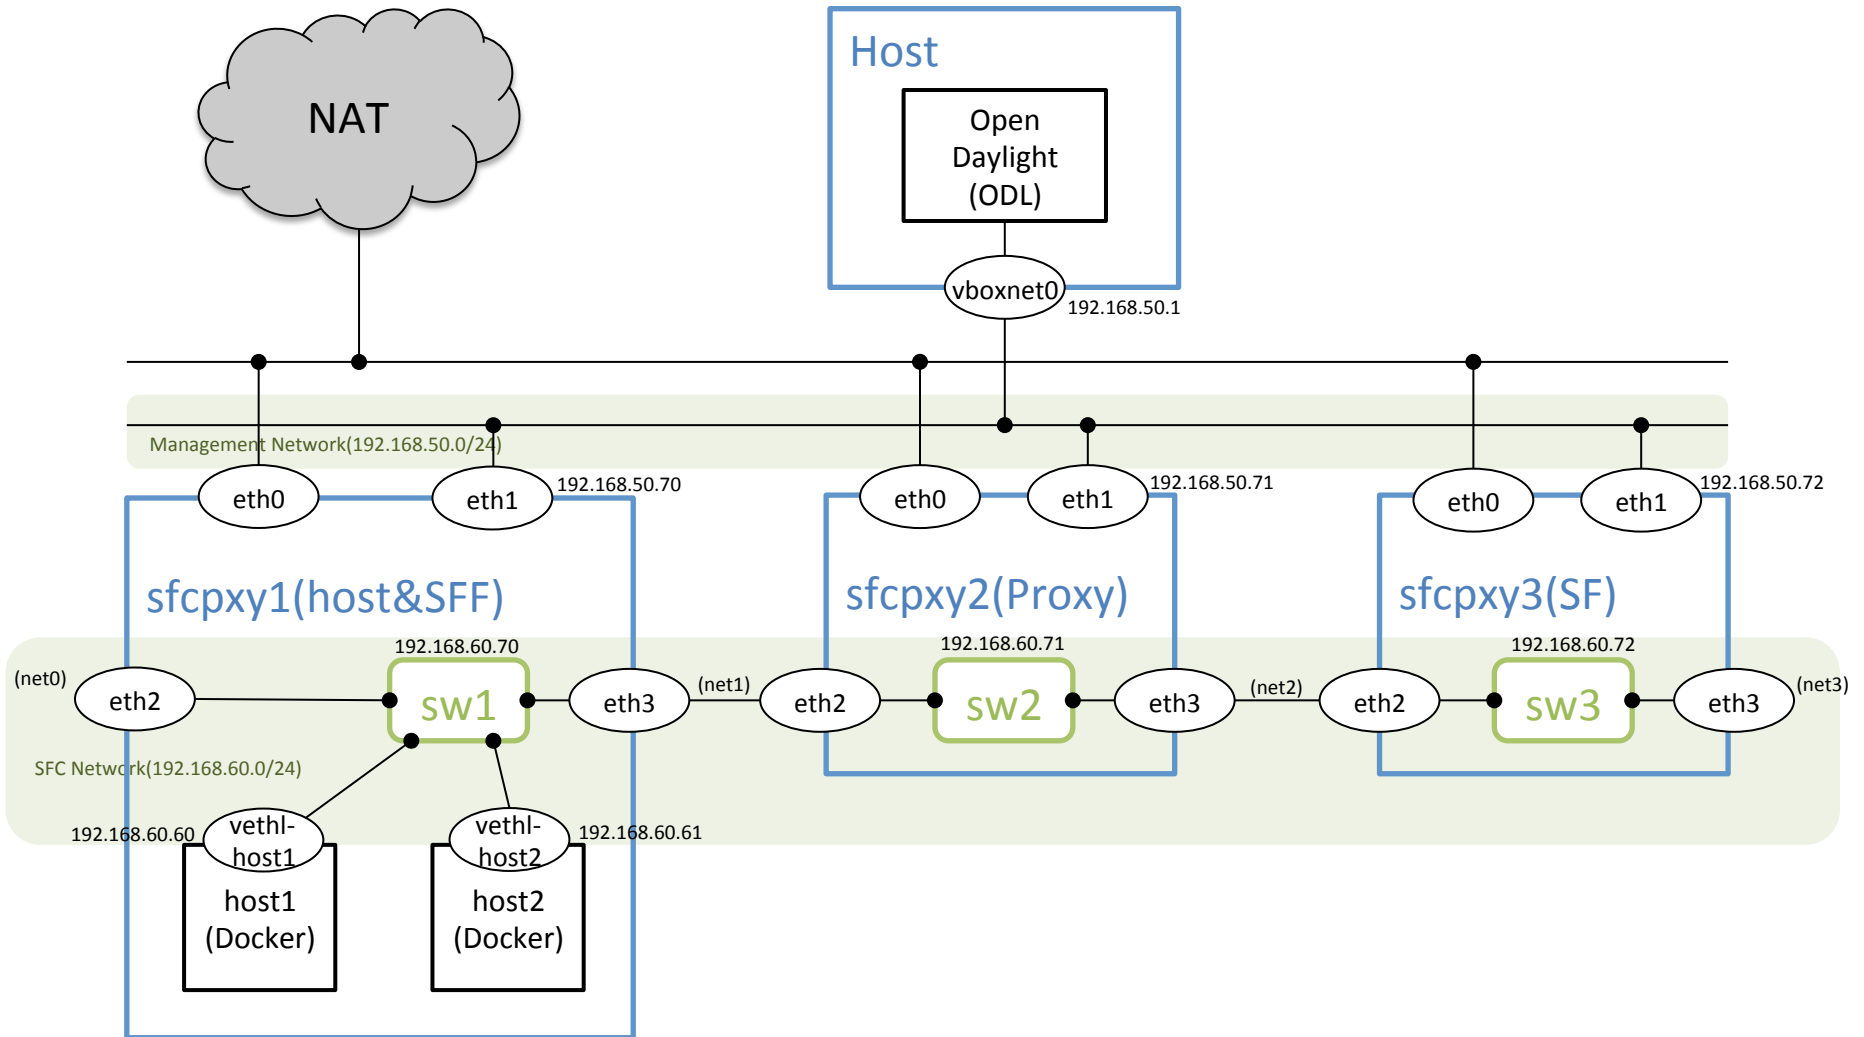 NAT
Host
Open
Daylight
(ODL)
vboxnet0
192.168.50.1
Management Network(192.168.50.0/24)
eth0
eth1
192.168.50.70
eth0
eth1
192.168.50.71
eth0
eth1
192.168.50.72
sfcpxy1(host&SFF)
sfcpxy2(Proxy)
sfcpxy3(SF)
192.168.60.70
192.168.60.71
192.168.60.72
(net0)
eth2
sw1
eth3
(net1)
eth2
sw2
eth3
(net2)
eth2
sw3
eth3
(net3)
SFC Network(192.168.60.0/24)
192.168.60.60
vethl-
host1
vethl-
host2
192.168.60.61
host1
(Docker)
host2
(Docker)